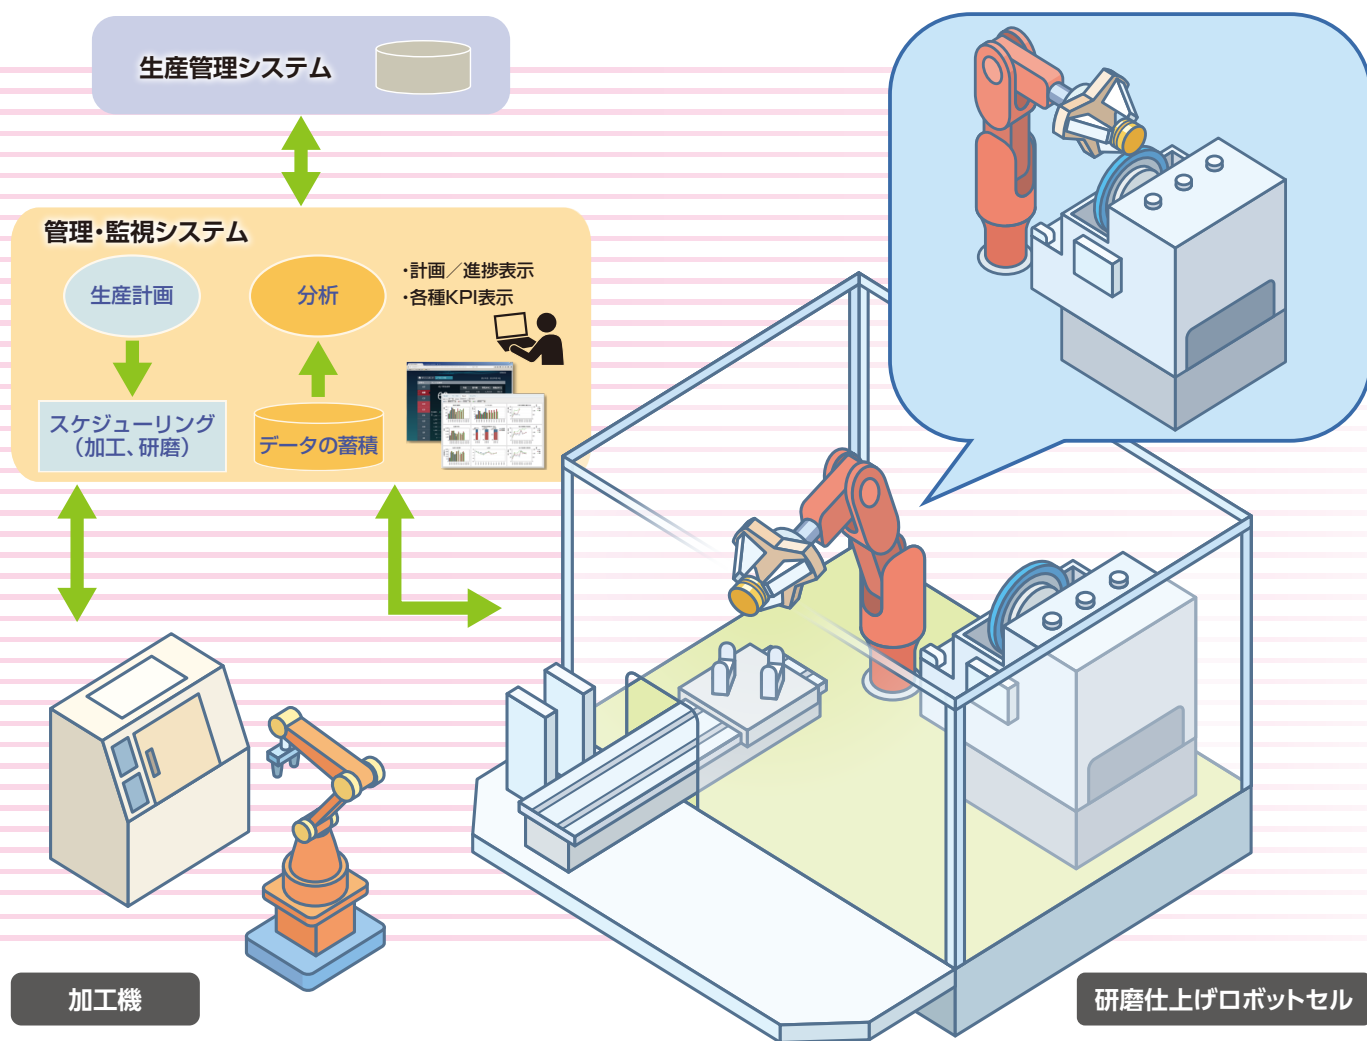 生産管理システム
管理・監視システム
生産計画
分析
・計画／進捗表示
・各種KPI表示
スケジューリング
（加工、研磨）
データの蓄積
加工機
研磨仕上げロボットセル